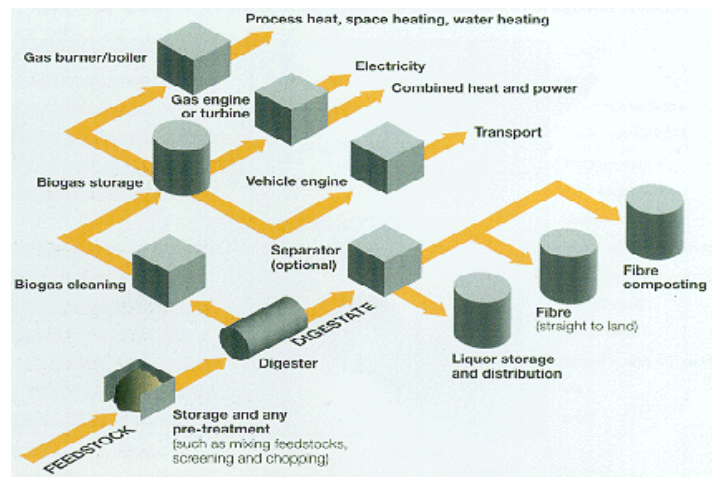 Process heat, space heating, water heating
Gas burner/boiler
Electricity
Gas engine
or turbine
Combined heat and power
Transport
Biogas storage
Vehicle engine
Separator
(optional)
Biogas cleaning
Fibre
composting
Fibre
(straight to land)
DIGESTATE
Liquor storage
and distribution
Digester
Storage and any
pre-treatment
(such as mixing feedstocks,
screening and chopping)
FEEDSTOCK